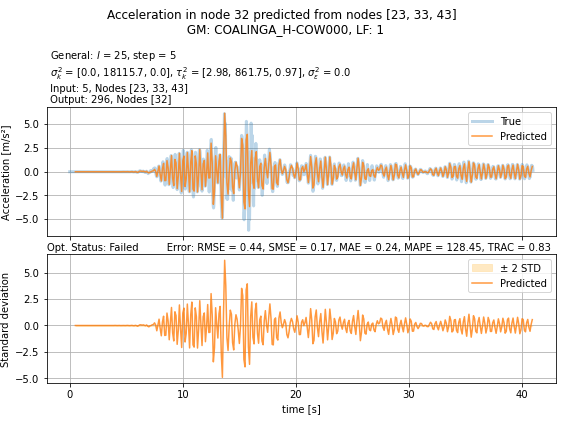 Acceleration in node 32 predicted from nodes [23, 33, 43]
GM: COALINGA_H-COW000, LF: 1
General: l = 25, step = 5
σ²ₖ = [0.0, 18115.7, 0.0], τ²ₖ = [2.98, 861.75, 0.97], σ²ε = 0.0
Input: 5, Nodes [23, 33, 43]
Output: 296, Nodes [32]
Acceleration [m/s²]
5.0
2.5
0.0
−2.5
−5.0
True
Predicted
Opt. Status: Failed Error: RMSE = 0.44, SMSE = 0.17, MAE = 0.24, MAPE = 128.45, TRAC = 0.83
Standard deviation
5.0
2.5
0.0
−2.5
−5.0
± 2 STD
Predicted
0 10 20 30 40
time [s]